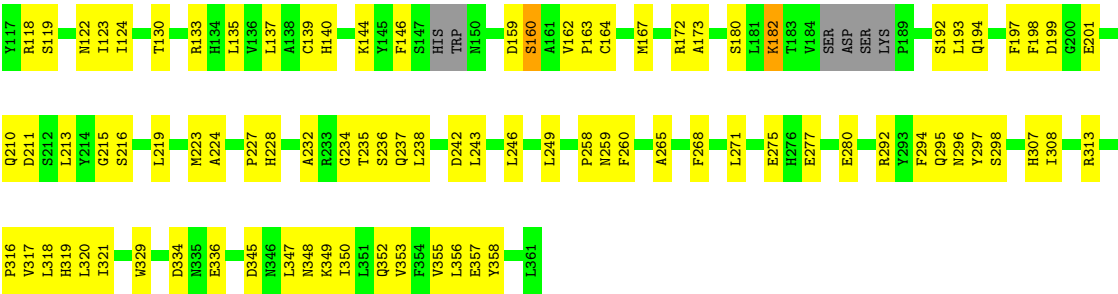 Y117 R118 S119 N122 I123 I124 T130 R133 H134 L135 V136 L137 A138 C139 H140 K144 Y145 F146 S147 HIS TRP N150 D159 S160 A161 V162 P163 C164 M167 R172 A173 S180 L181 K182 T183 V184 SER ASP SER LYS P189 S192 L193 Q194 F197 F198 D199 G200 E201
Q210 D211 S212 L213 Y214 G215 S216 L219 M223 A224 P227 H228 A232 R233 G234 T235 S236 Q237 L238 D242 L243 L246 L249 P258 N259 F260 A265 F268 L271 E275 H276 E277 E280 R292 Y293 F294 Q295 N296 Y297 S298 H307 I308 R313
P316 V317 L318 H319 L320 I321 W329 D334 N335 E336 D345 N346 L347 N348 K349 I350 L351 Q352 V353 F354 V355 L356 E357 Y358 L361